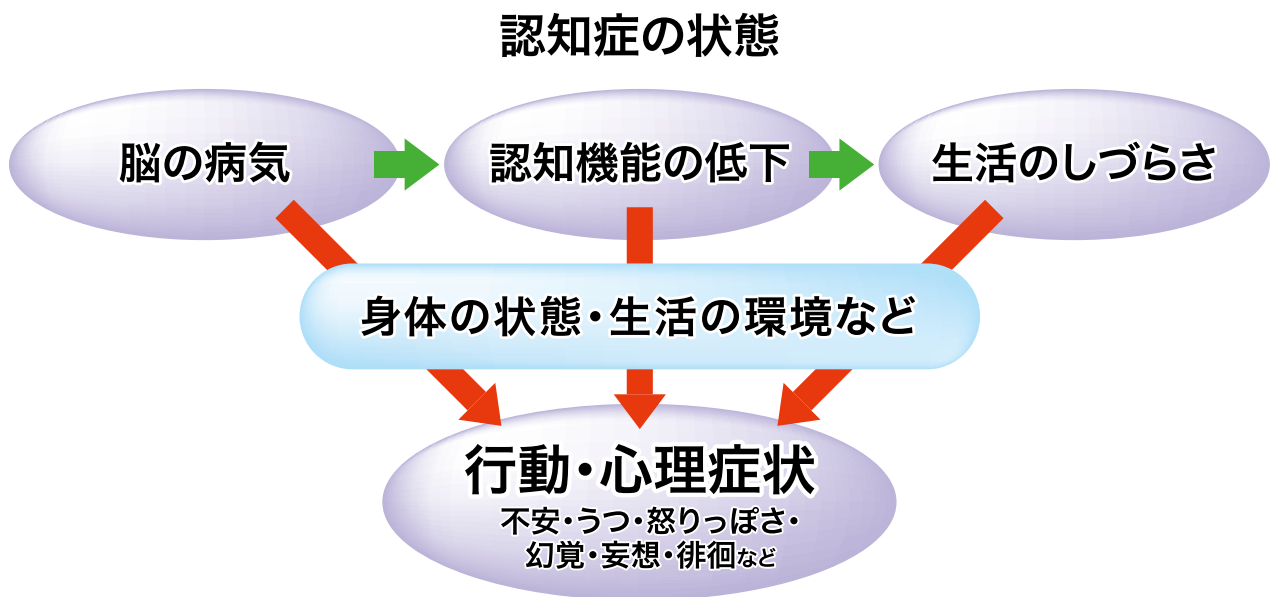 認知症の状態
脳の病気
認知機能の低下
生活のしづらさ
身体の状態・生活の環境など
行動・心理症状
不安・うつ・怒りっぽさ・
幻覚・妄想・徘徊など